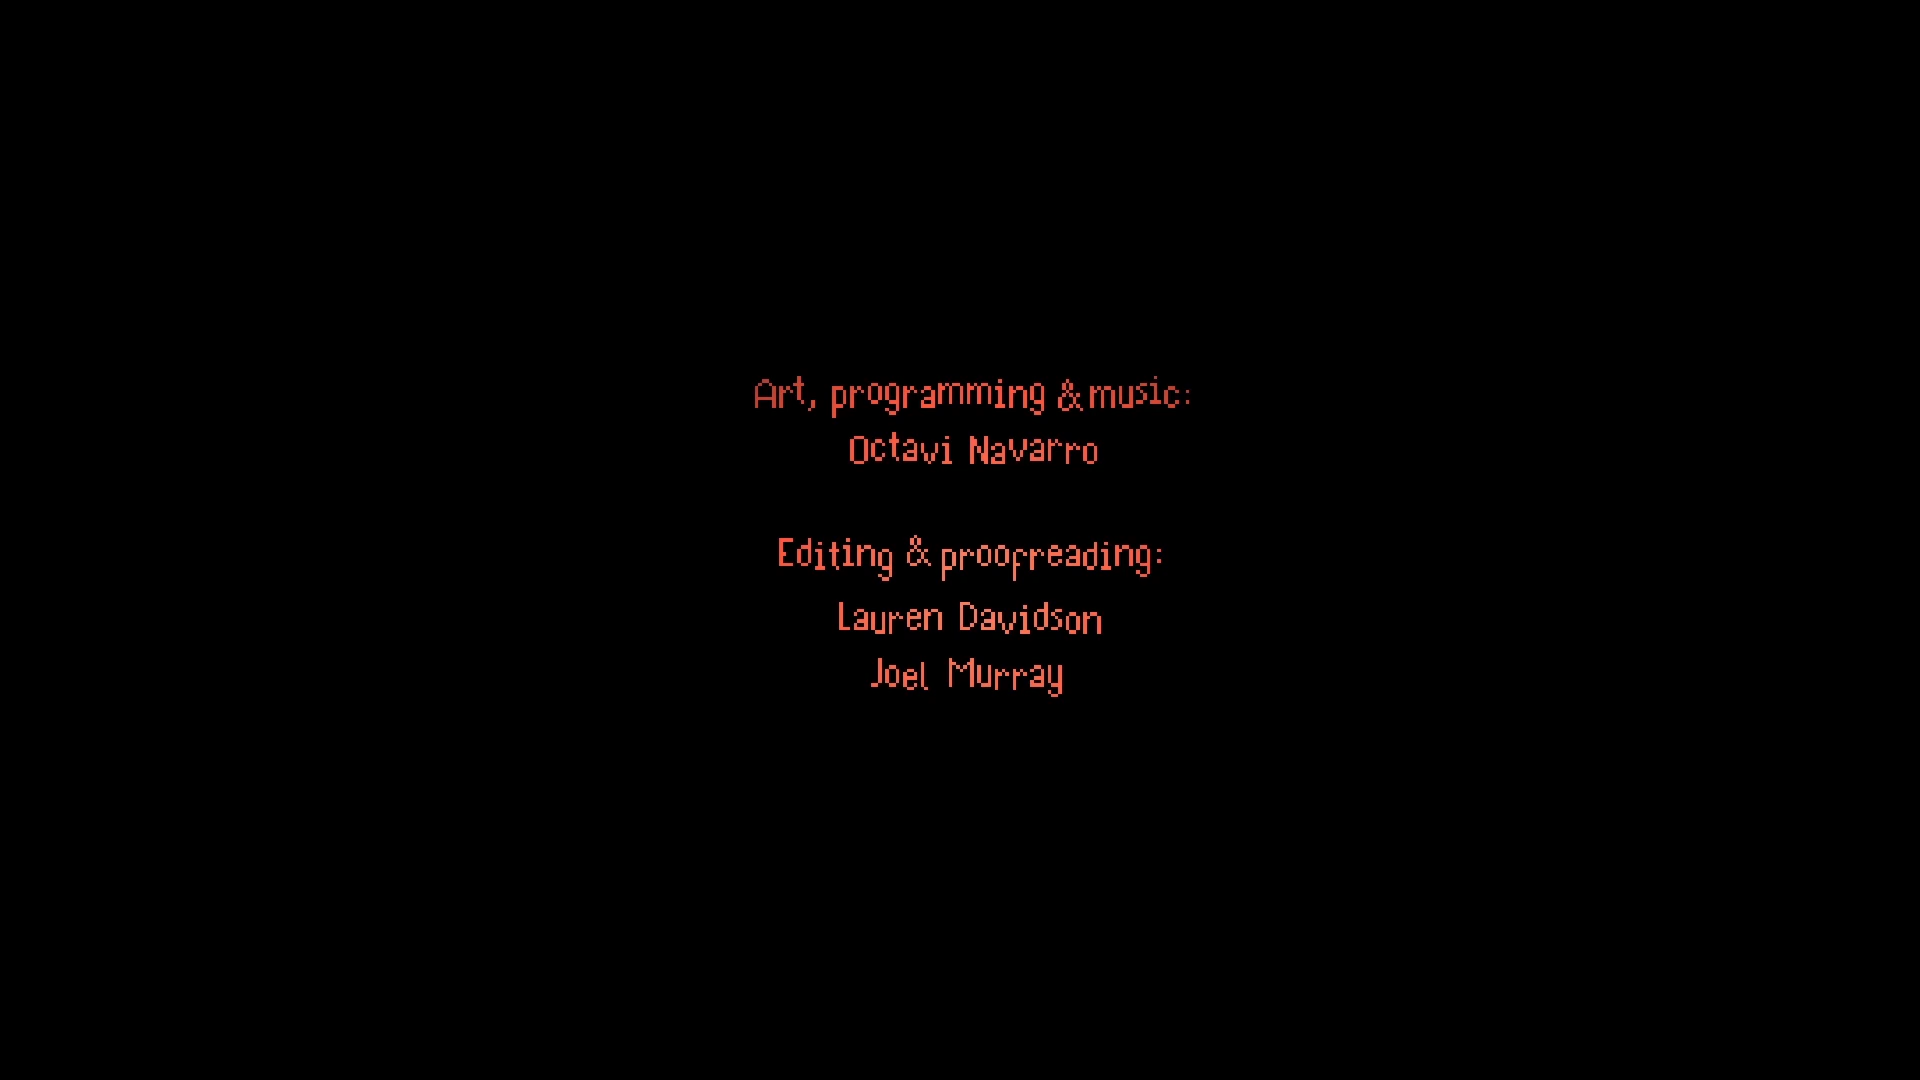 Art, programming & music:
Octavi Navarro
Editing & proofreading:
Lauren Davidson
Joel Murray